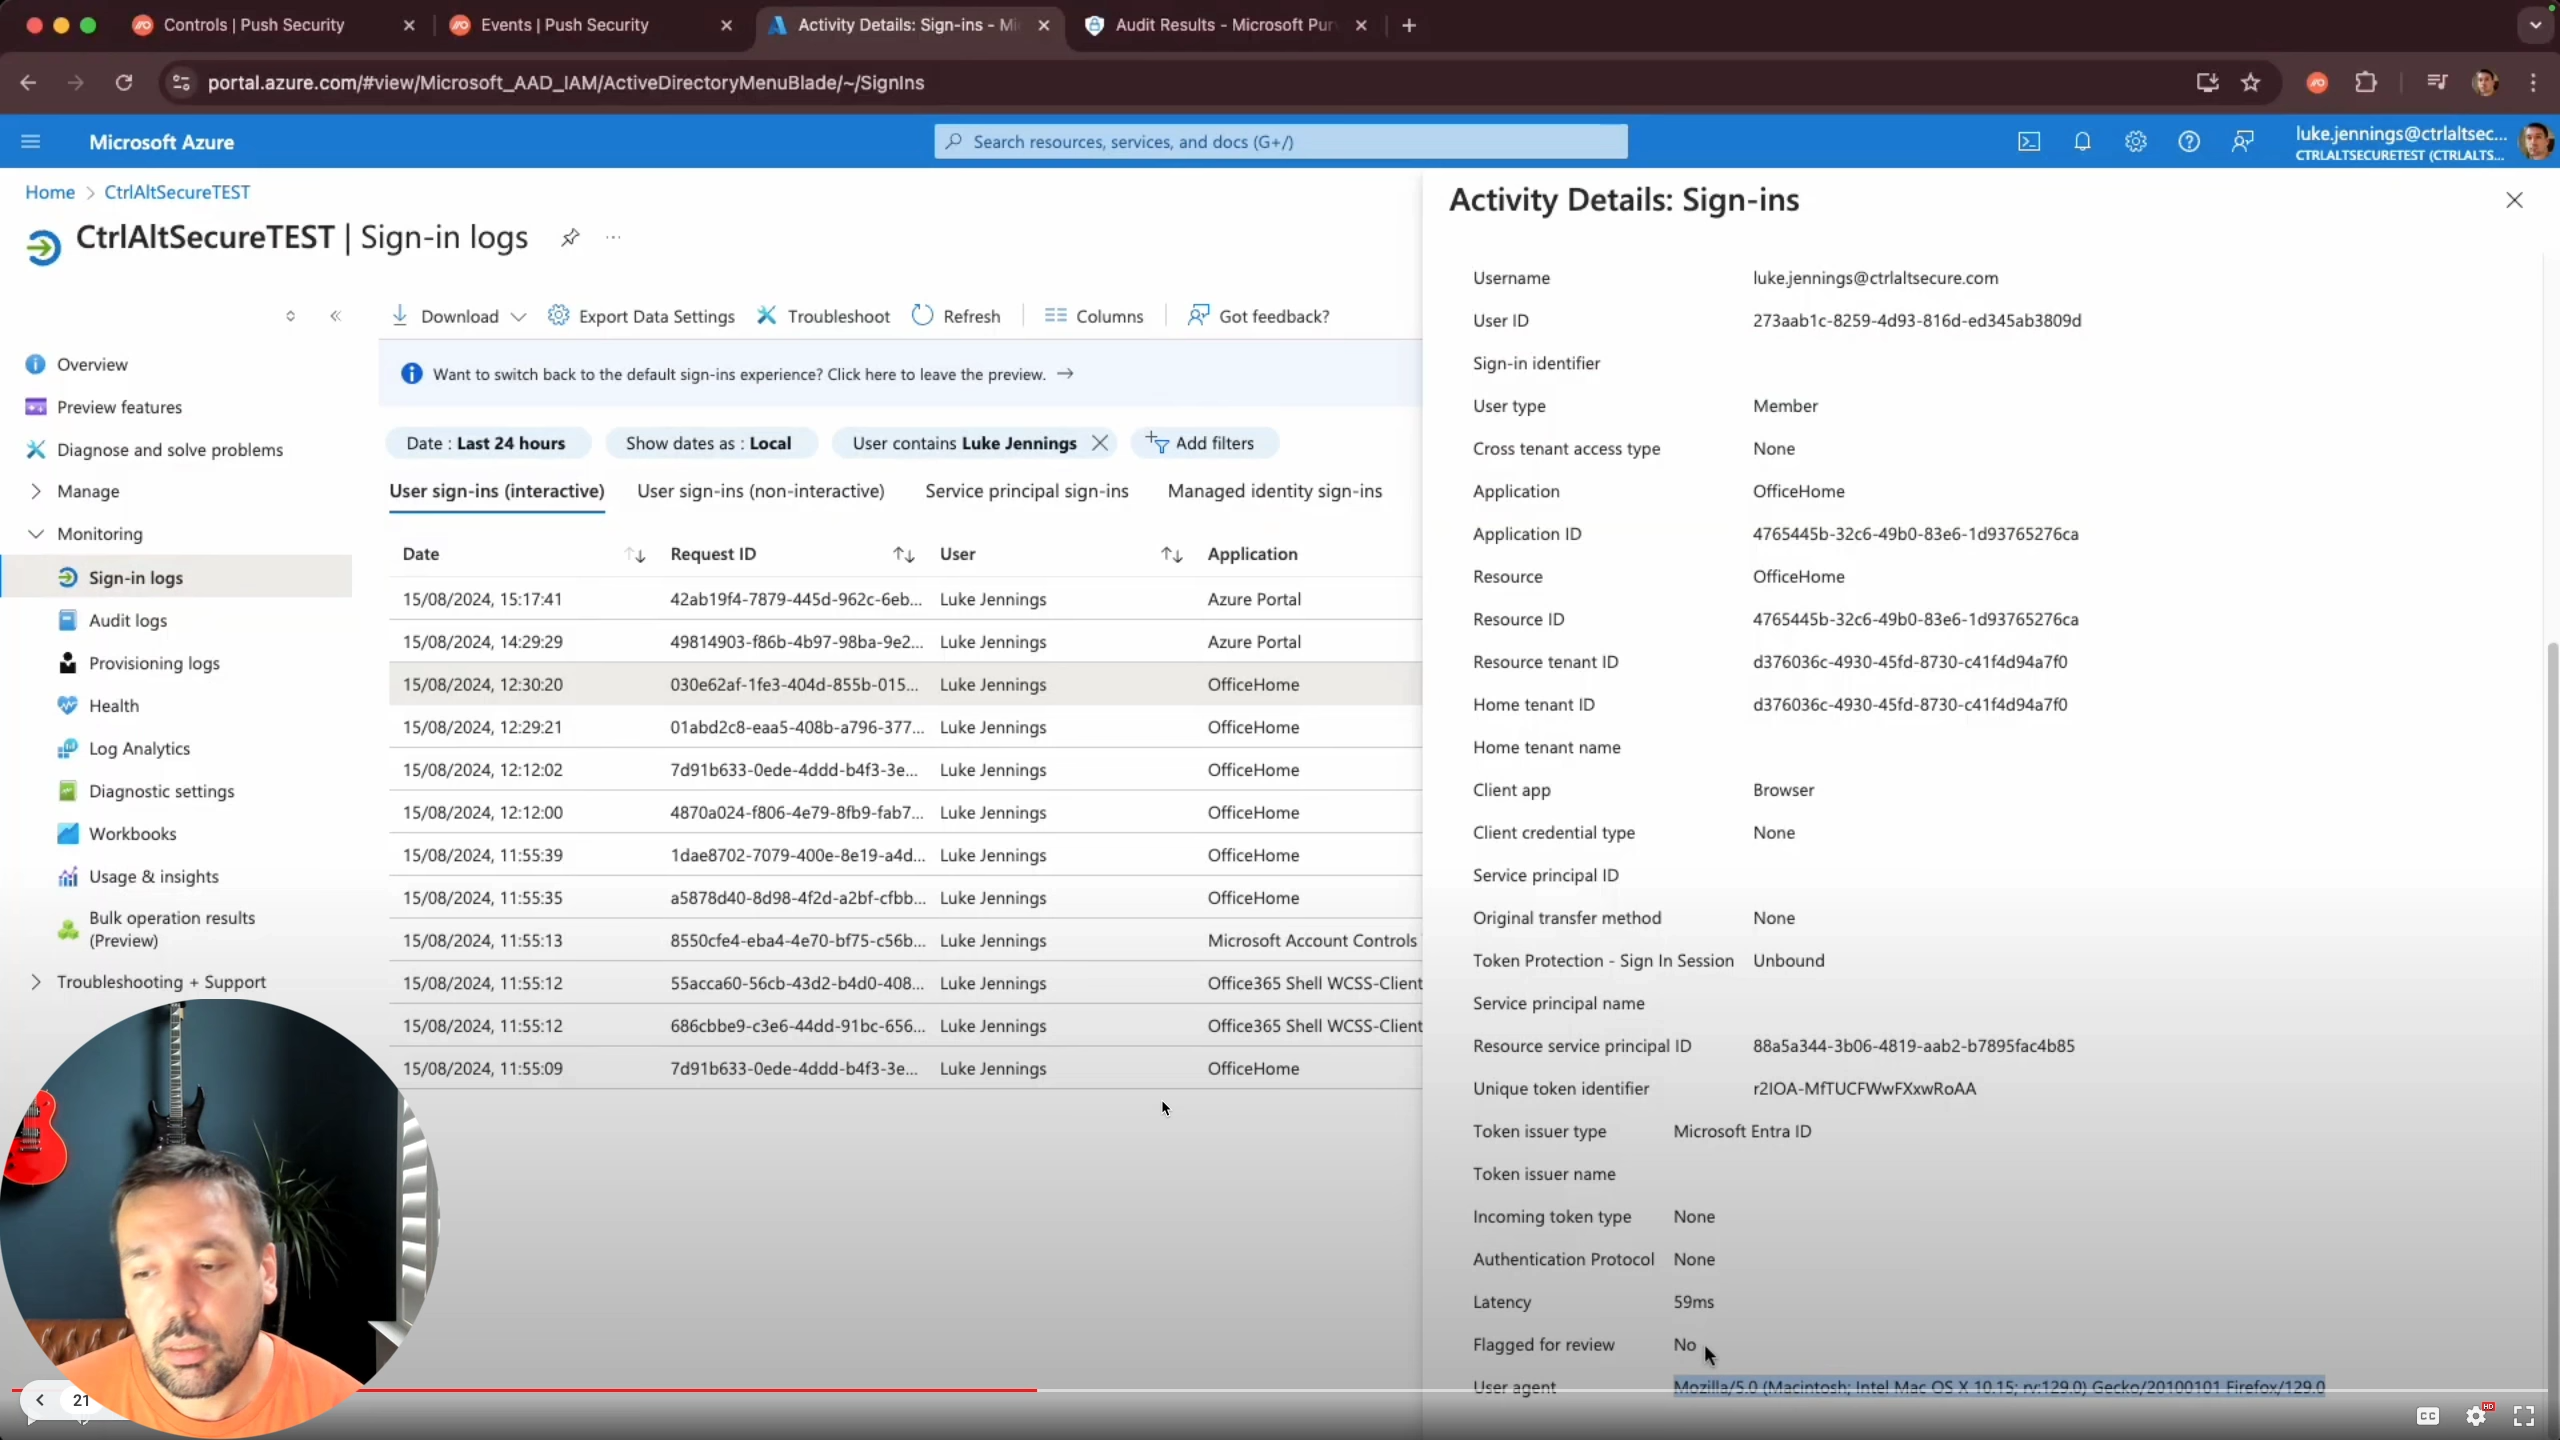 Controls | Push Security
Events | Push Security
Activity Details: Sign-ins - Mi
Audit Results - Microsoft Pur
portal.azure.com/#view/Microsoft_AAD_IAM/ActiveDirectoryMenuBlade/~/SignIns
Microsoft Azure
Search resources, services, and docs (G+/)
luke.jennings@ctrlaltsec...
CTRLALTSECURETEST (CTRLALTS...
Home > CtrlAltSecureTEST
CtrlAltSecureTEST | Sign-in logs
Overview
Preview features
Diagnose and solve problems
Manage
Monitoring
Sign-in logs
Audit logs
Provisioning logs
Health
Log Analytics
Diagnostic settings
Workbooks
Usage & insights
Bulk operation results
(Preview)
Troubleshooting + Support
Download Export Data Settings Troubleshoot Refresh Columns Got feedback?
Want to switch back to the default sign-ins experience? Click here to leave the preview. →
Date : Last 24 hours Show dates as : Local User contains Luke Jennings Add filters
User sign-ins (interactive) User sign-ins (non-interactive) Service principal sign-ins Managed identity sign-ins
Date Request ID User Application
15/08/2024, 15:17:41 42ab19f4-7879-445d-962c-6eb... Luke Jennings Azure Portal
15/08/2024, 14:29:29 49814903-f86b-4b97-98ba-9e2... Luke Jennings Azure Portal
15/08/2024, 12:30:20 030e62af-1fe3-404d-855b-015... Luke Jennings OfficeHome
15/08/2024, 12:29:21 01abd2c8-eaa5-408b-a796-377... Luke Jennings OfficeHome
15/08/2024, 12:12:02 7d91b633-0ede-4ddd-b4f3-3e... Luke Jennings OfficeHome
15/08/2024, 12:12:00 4870a024-f806-4e79-8fb9-fab7... Luke Jennings OfficeHome
15/08/2024, 11:55:39 1dae8702-7079-400e-8e19-a4d... Luke Jennings OfficeHome
15/08/2024, 11:55:35 a5878d40-8d98-4f2d-a2bf-cfbb... Luke Jennings OfficeHome
15/08/2024, 11:55:13 8550cfe4-eba4-4e70-bf75-c56b... Luke Jennings Microsoft Account Controls
15/08/2024, 11:55:12 55acca60-56cb-43d2-b4d0-408... Luke Jennings Office365 Shell WCSS-Client
15/08/2024, 11:55:12 686cbbe9-c3e6-44dd-91bc-656... Luke Jennings Office365 Shell WCSS-Client
15/08/2024, 11:55:09 7d91b633-0ede-4ddd-b4f3-3e... Luke Jennings OfficeHome
Activity Details: Sign-ins
Username luke.jennings@ctrlaltsecure.com
User ID 273aab1c-8259-4d93-816d-ed345ab3809d
Sign-in identifier
User type Member
Cross tenant access type None
Application OfficeHome
Application ID 4765445b-32c6-49b0-83e6-1d93765276ca
Resource OfficeHome
Resource ID 4765445b-32c6-49b0-83e6-1d93765276ca
Resource tenant ID d376036c-4930-45fd-8730-c41f4d94a7f0
Home tenant ID d376036c-4930-45fd-8730-c41f4d94a7f0
Home tenant name
Client app Browser
Client credential type None
Service principal ID
Original transfer method None
Token Protection - Sign In Session Unbound
Service principal name
Resource service principal ID 88a5a344-3b06-4819-aab2-b7895fac4b85
Unique token identifier r2IOA-MfTUCFWwFXxwRoAA
Token issuer type Microsoft Entra ID
Token issuer name
Incoming token type None
Authentication Protocol None
Latency 59ms
Flagged for review No
User agent Mozilla/5.0 (Macintosh; Intel Mac OS X 10.15; rv:129.0) Gecko/20100101 Firefox/129.0
21
CC
HD